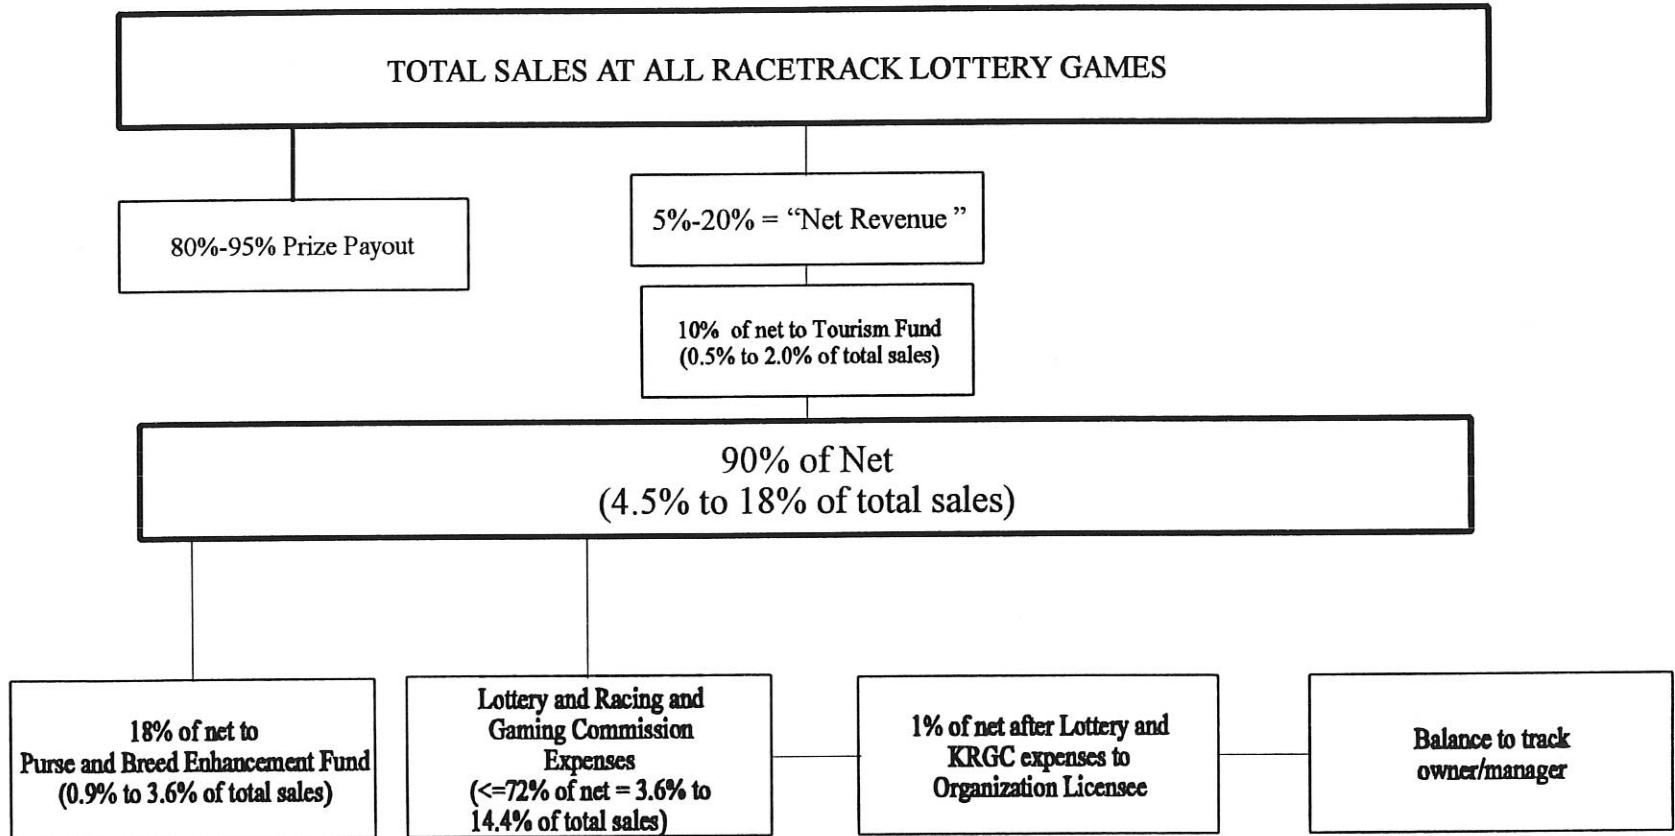 TOTAL SALES AT ALL RACETRACK LOTTERY GAMES
80%-95% Prize Payout
5%-20% = “Net Revenue ”
10% of net to Tourism Fund
(0.5% to 2.0% of total sales)
90% of Net
(4.5% to 18% of total sales)
18% of net to
Purse and Breed Enhancement Fund
(0.9% to 3.6% of total sales)
Lottery and Racing and
Gaming Commission
Expenses
(<=72% of net = 3.6% to
14.4% of total sales)
1% of net after Lottery and
KRGC expenses to
Organization Licensee
Balance to track
owner/manager